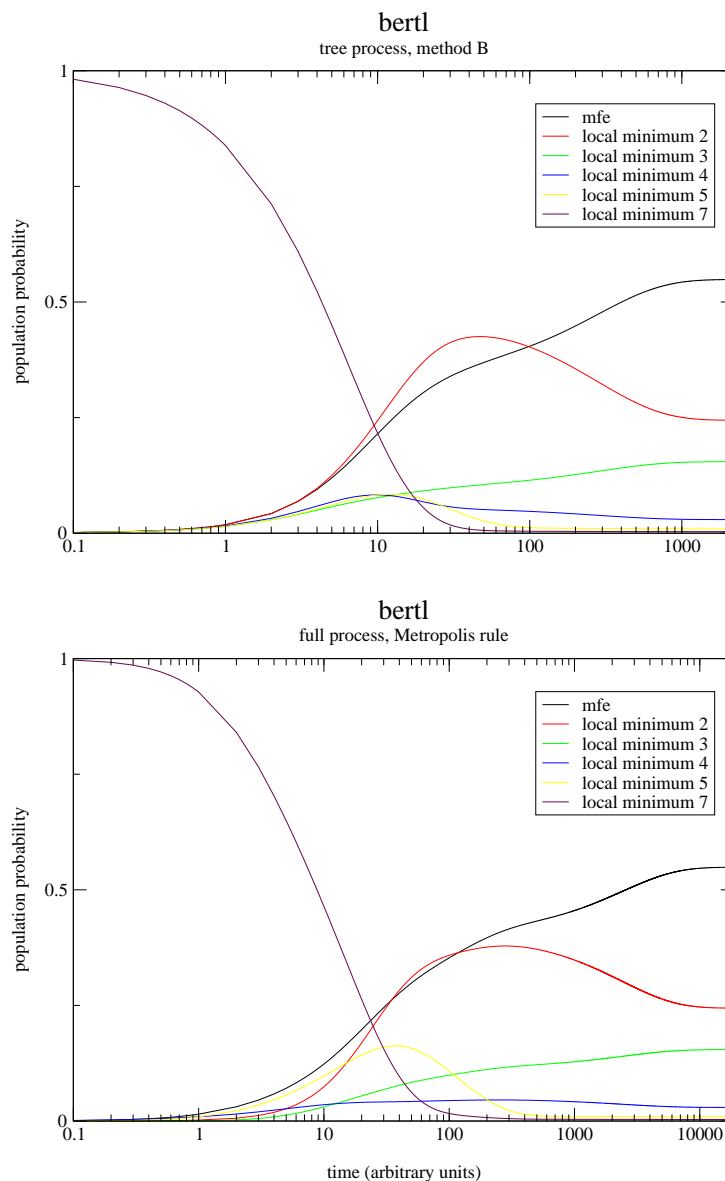 bertl
tree process, method B
1
0.5
0
population probability
mfe
local minimum 2
local minimum 3
local minimum 4
local minimum 5
local minimum 7
0.1 1 10 100 1000
bertl
full process, Metropolis rule
1
0.5
0
population probability
mfe
local minimum 2
local minimum 3
local minimum 4
local minimum 5
local minimum 7
0.1 1 10 100 1000 10000
time (arbitrary units)